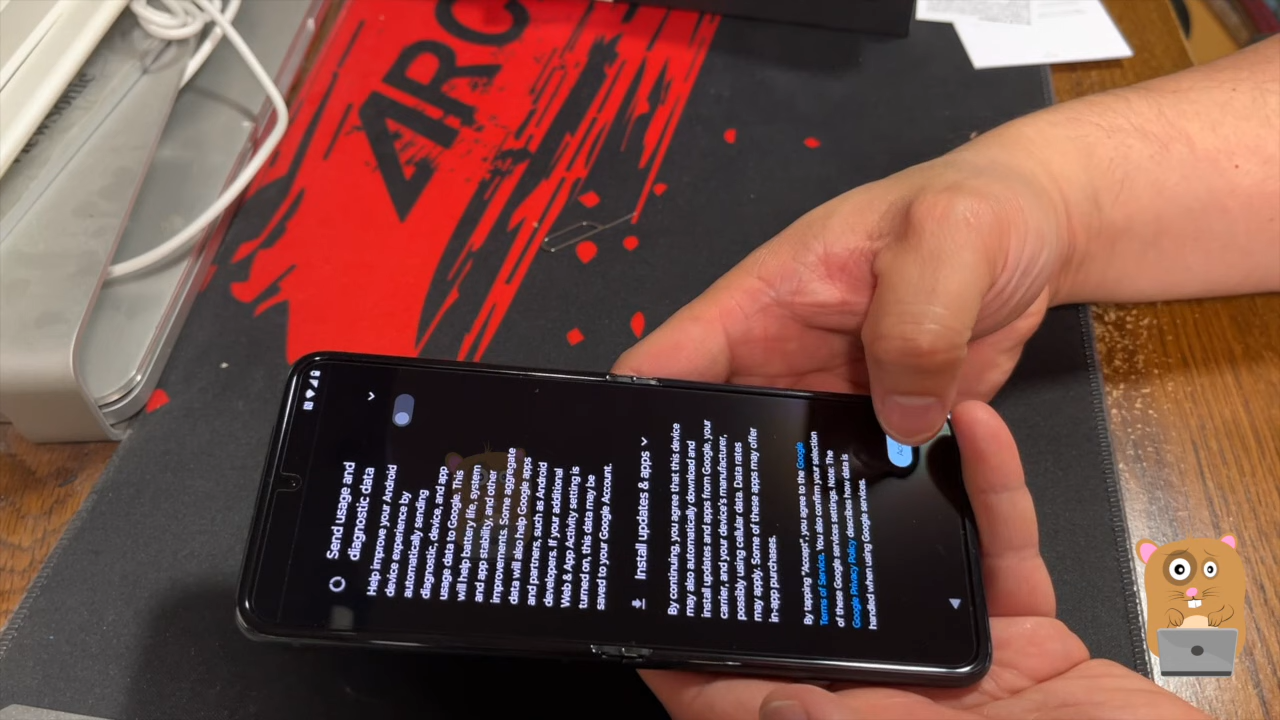 ARC
Send usage and
diagnostic data
Help improve your Android
device experience by
automatically sending
diagnostic, device, and app
usage data to Google. This
will help battery life, system
and app stability, and other
improvements. Some aggregate
data will also help Google apps
and partners, such as Android
developers. If your additional
Web & App Activity setting is
turned on, this data may be
saved to your Google Account.
Install updates & apps
By continuing, you agree that this device
may also automatically download and
install updates and apps from Google, your
carrier, and your device's manufacturer,
possibly using cellular data. Data rates
may apply. Some of these apps may offer
in-app purchases.
By tapping "Accept", you agree to the Google
Terms of Service. You also confirm your selection
of these Google services settings. Note: The
Google Privacy Policy describes how data is
handled when using Google services.